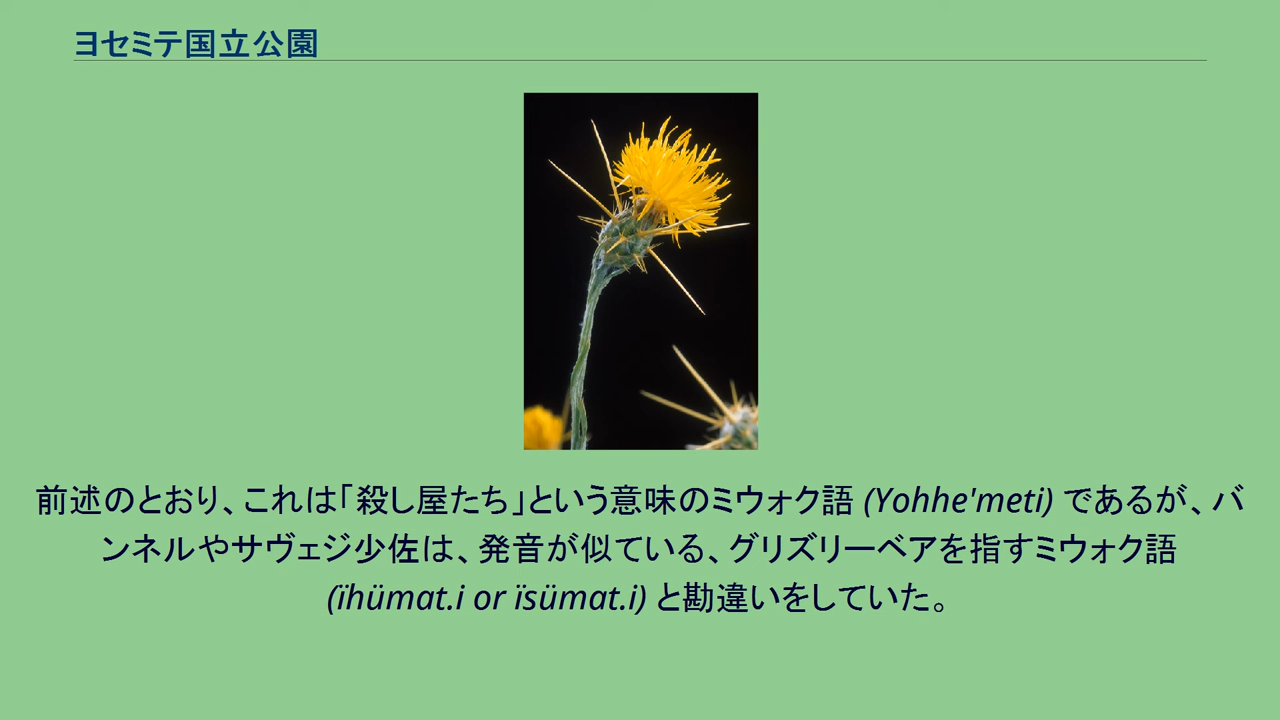 ヨセミテ国立公園
前述のとおり、これは「殺し屋たち」という意味のミウォク語 (Yohhe'meti) であるが、バ
ンネルやサヴェジ少佐は、発音が似ている、グリズリーベアを指すミウォク語
(ïhümat.i or ïsümat.i) と勘違いをしていた。